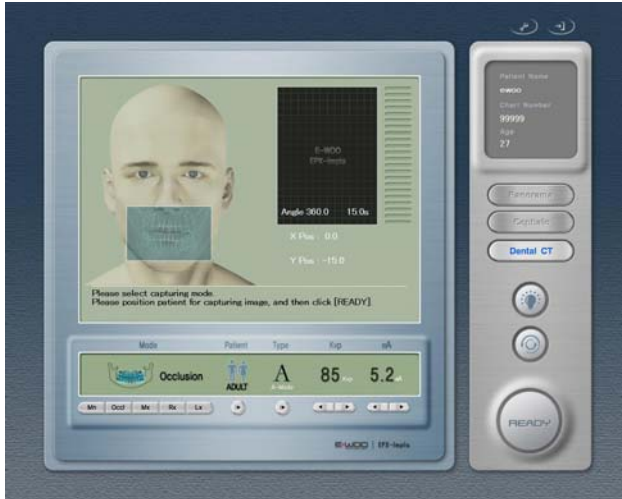 Patient Name
ewoo
Chart Number
99999
Age
27
E-WOO
EPX-Impla
Angle 360.0 15.0s
X Pos : 0.0
Y Pos : -15.0
Please select capturing mode.
Please position patient for capturing image, and then click [READY]
Panorama
Cephalo
Dental CT
Mode Patient Type Kvp mA
Occlusion ADULT A 85 Kvp 5.2 mA
A-Mode
Mn Occl Mx Rx Lx
READY
E-WOO | EPX-Impla